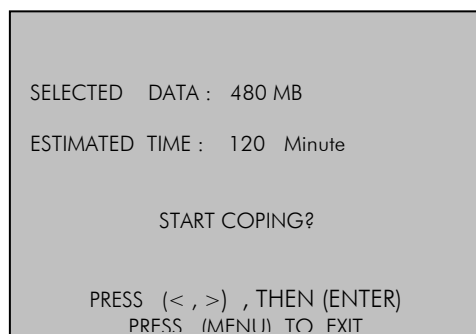 SELECTED DATA : 480 MB
ESTIMATED TIME : 120 Minute
START COPING?
PRESS (< , >) , THEN (ENTER)
PRESS (MENU) TO EXIT